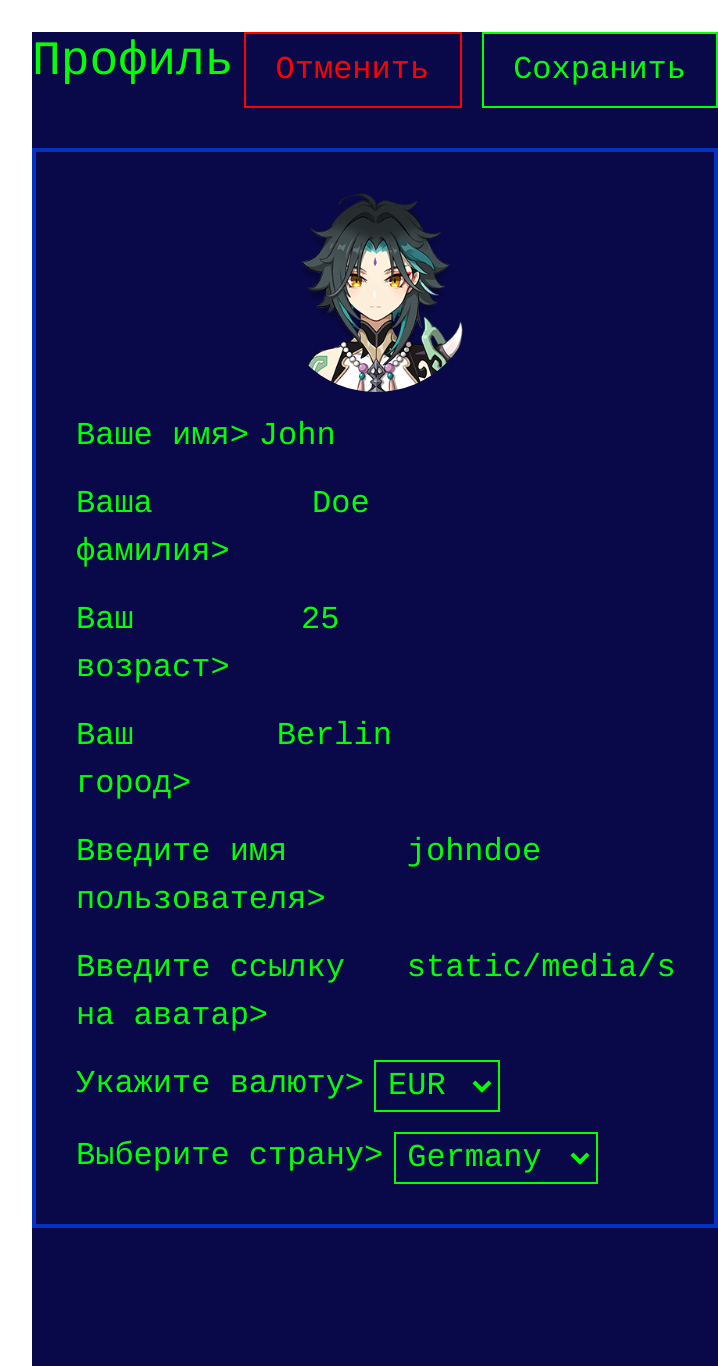 Профиль Отменить Сохранить
Ваше имя> John
Ваша Doe
фамилия>
Ваш 25
возраст>
Ваш Berlin
город>
Введите имя johndoe
пользователя>
Введите ссылку static/media/s
на аватар>
Укажите валюту> EUR
Выберите страну> Germany